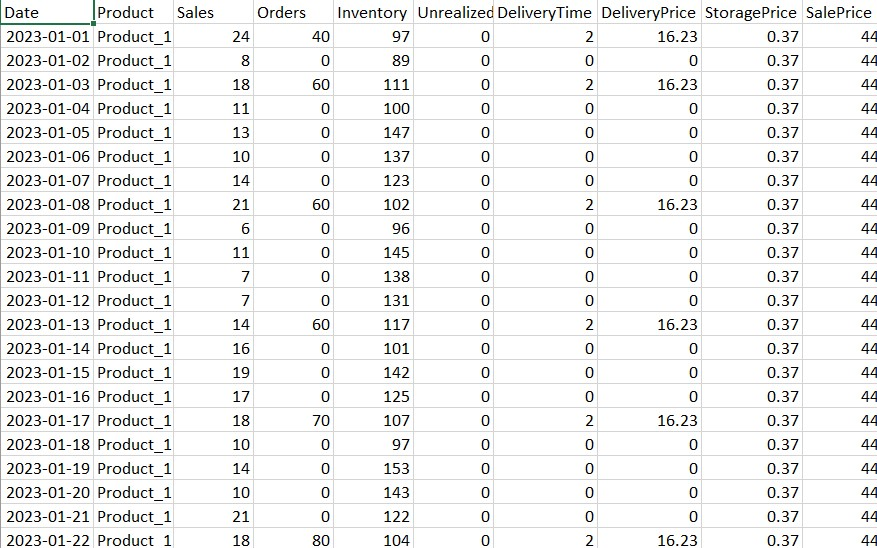 Date Product Sales Orders Inventory Unrealized DeliveryTime DeliveryPrice StoragePrice SalePrice
2023-01-01 Product_1 24 40 97 0 2 16.23 0.37 44
2023-01-02 Product_1 8 0 89 0 0 0 0.37 44
2023-01-03 Product_1 18 60 111 0 2 16.23 0.37 44
2023-01-04 Product_1 11 0 100 0 0 0 0.37 44
2023-01-05 Product_1 13 0 147 0 0 0 0.37 44
2023-01-06 Product_1 10 0 137 0 0 0 0.37 44
2023-01-07 Product_1 14 0 123 0 0 0 0.37 44
2023-01-08 Product_1 21 60 102 0 2 16.23 0.37 44
2023-01-09 Product_1 6 0 96 0 0 0 0.37 44
2023-01-10 Product_1 11 0 145 0 0 0 0.37 44
2023-01-11 Product_1 7 0 138 0 0 0 0.37 44
2023-01-12 Product_1 7 0 131 0 0 0 0.37 44
2023-01-13 Product_1 14 60 117 0 2 16.23 0.37 44
2023-01-14 Product_1 16 0 101 0 0 0 0.37 44
2023-01-15 Product_1 19 0 142 0 0 0 0.37 44
2023-01-16 Product_1 17 0 125 0 0 0 0.37 44
2023-01-17 Product_1 18 70 107 0 2 16.23 0.37 44
2023-01-18 Product_1 10 0 97 0 0 0 0.37 44
2023-01-19 Product_1 14 0 153 0 0 0 0.37 44
2023-01-20 Product_1 10 0 143 0 0 0 0.37 44
2023-01-21 Product_1 21 0 122 0 0 0 0.37 44
2023-01-22 Product_1 18 80 104 0 2 16.23 0.37 44